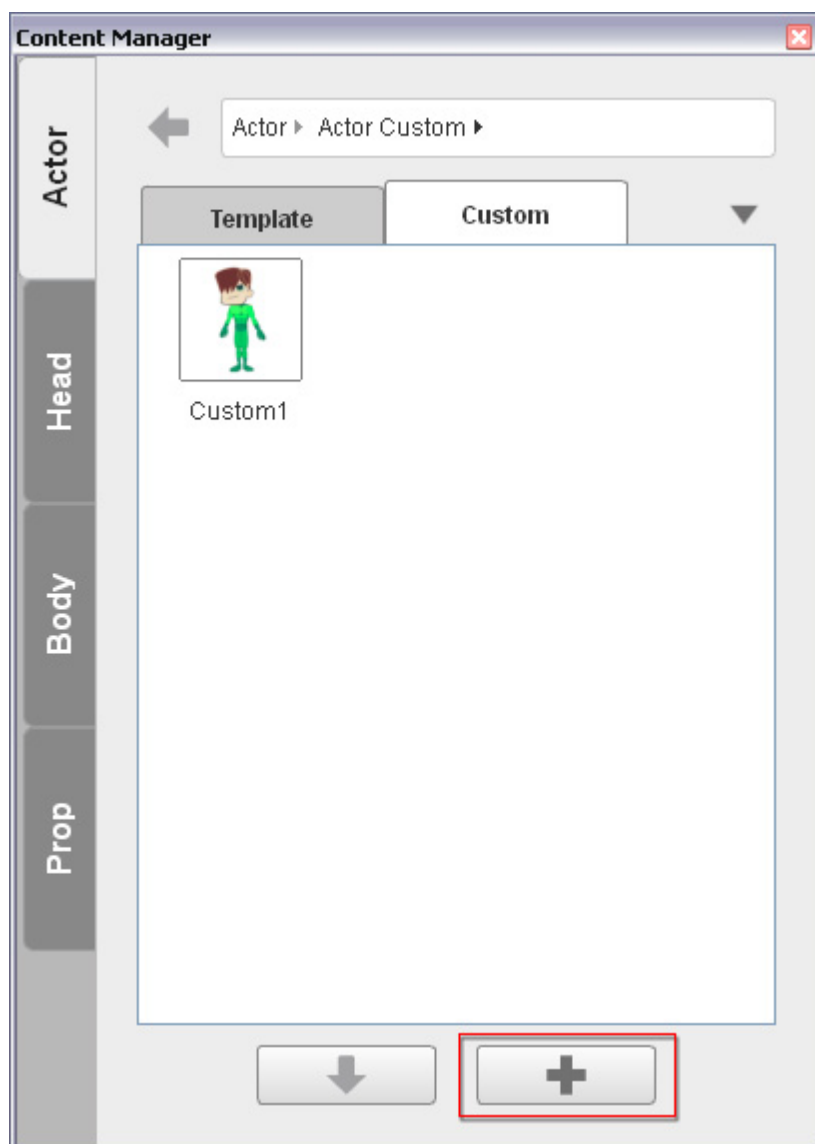 Content Manager
Actor
Head
Body
Prop
Actor Actor Custom
Template
Custom
Custom1